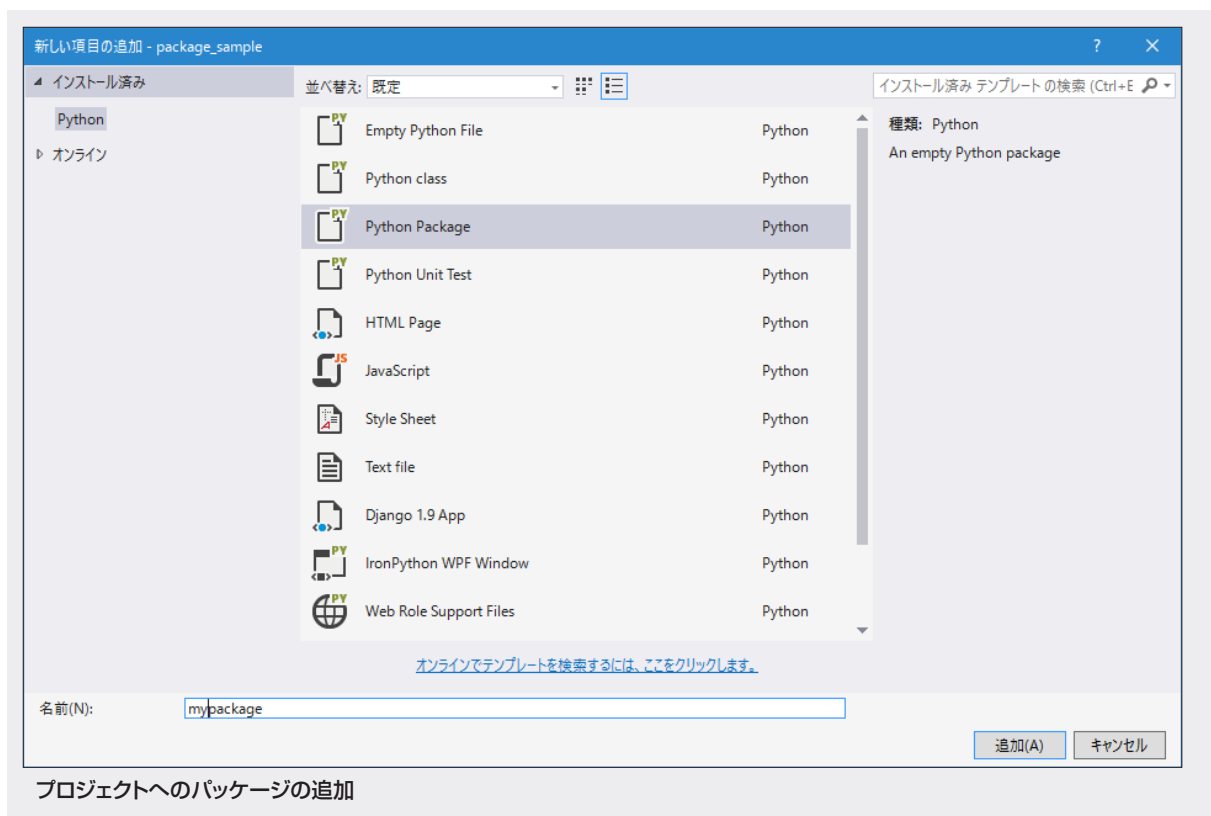 新しい項目の追加 - package_sample
? ×
インストール済み
Python
オンライン
並べ替え: 既定
Empty Python File Python
Python class Python
Python Package Python
Python Unit Test Python
HTML Page Python
JavaScript Python
Style Sheet Python
Text file Python
Django 1.9 App Python
IronPython WPF Window Python
Web Role Support Files Python
オンラインでテンプレートを検索するには、ここをクリックします。
インストール済み テンプレート の検索 (Ctrl+E
種類: Python
An empty Python package
名前(N): mypackage
追加(A) キャンセル
プロジェクトへのパッケージの追加